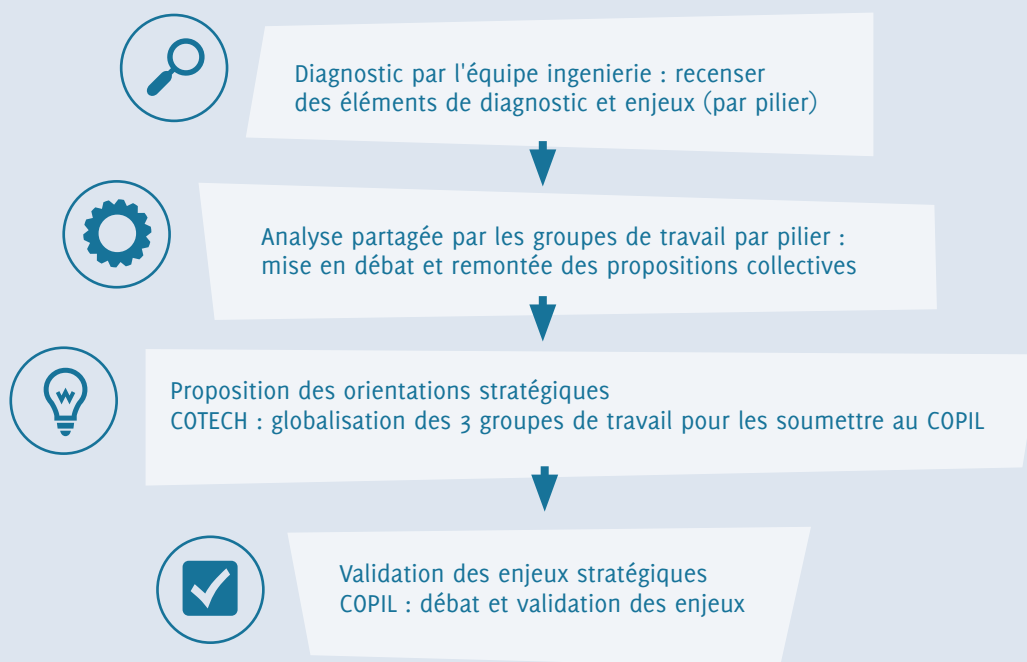 Diagnostic par l'équipe ingenierie : recenser
des éléments de diagnostic et enjeux (par pilier)
Analyse partagée par les groupes de travail par pilier :
mise en débat et remontée des propositions collectives
Proposition des orientations stratégiques
COTECH : globalisation des 3 groupes de travail pour les soumettre au COPIL
Validation des enjeux stratégiques
COPIL : débat et validation des enjeux